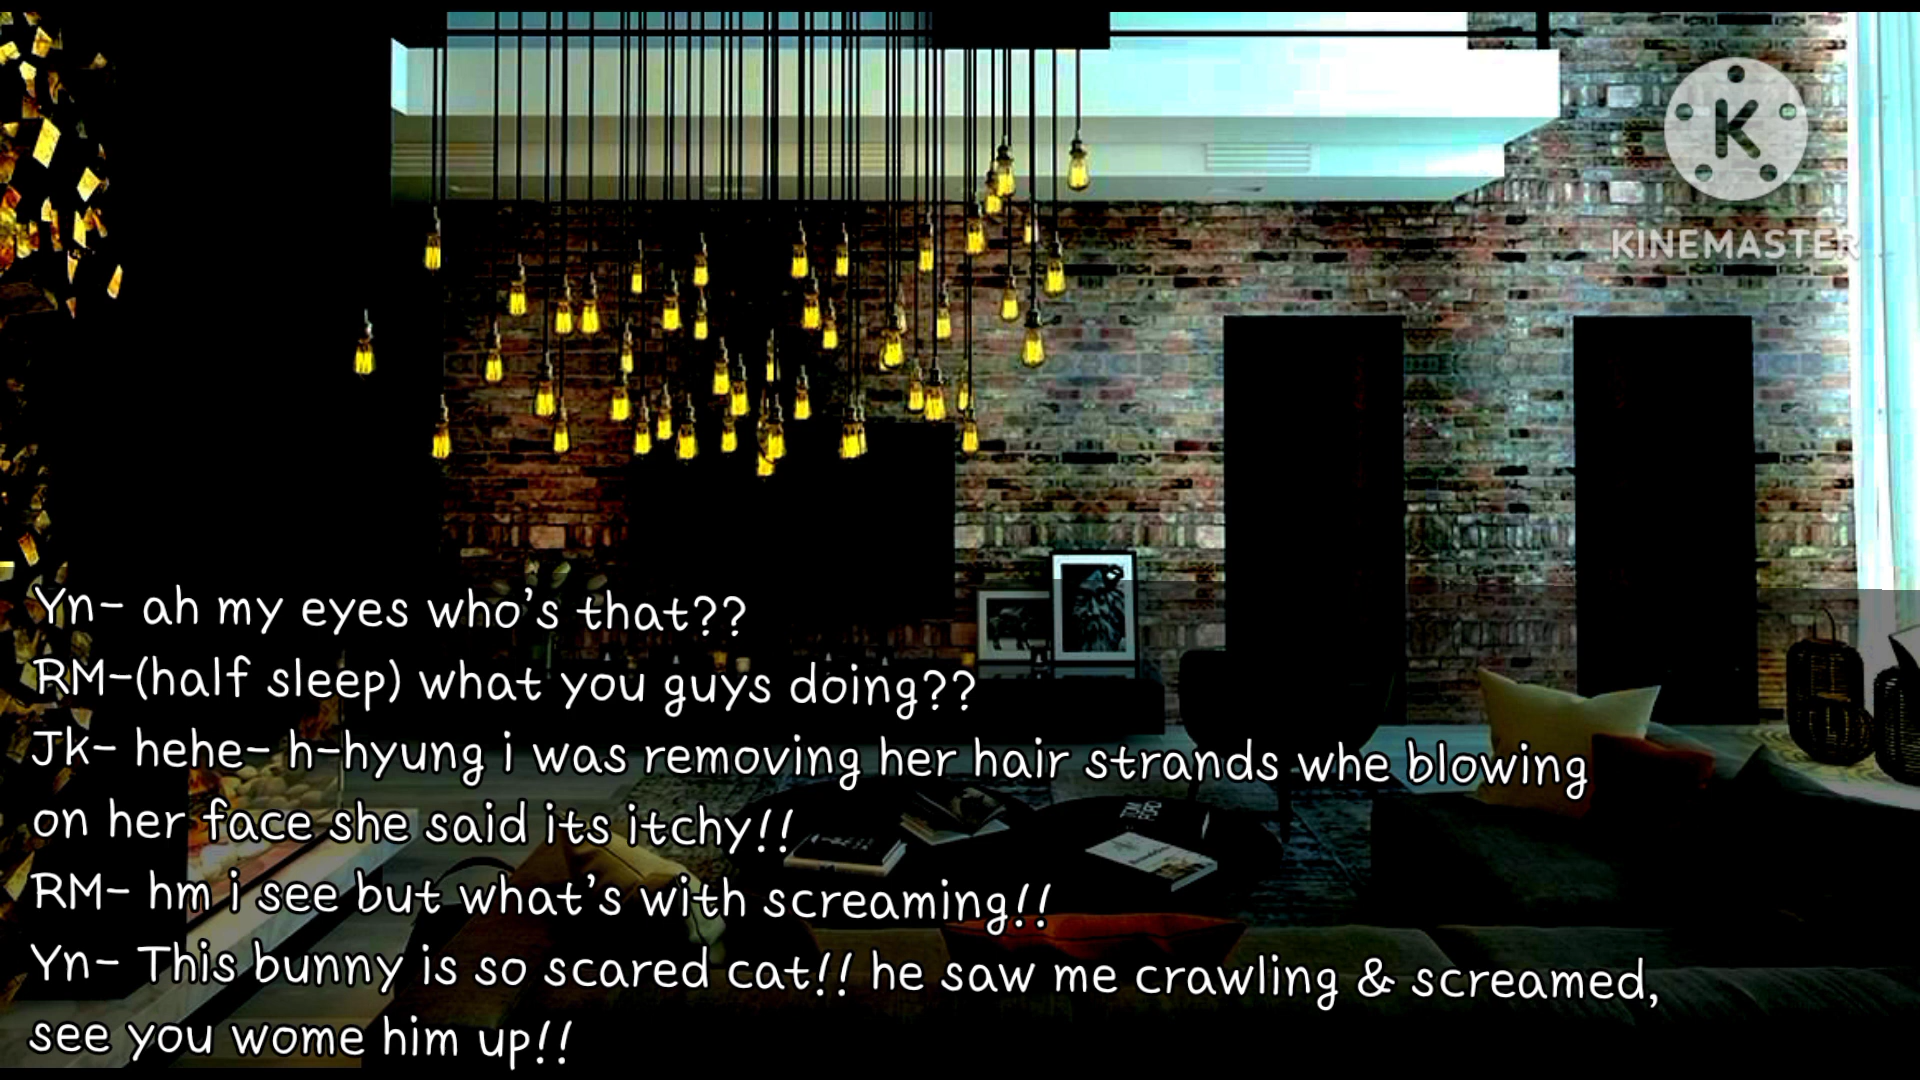 K
KINEMASTER
Yn- ah my eyes who's that??
RM-(half sleep) what you guys doing??
Jk- hehe- h-hyung i was removing her hair strands whe blowing
on her face she said its itchy!!
TOM
FORD
RM- hm i see but what's with screaming!!
Yn- This bunny is so scared cat!! he saw me crawling & screamed,
see you wome him up!!